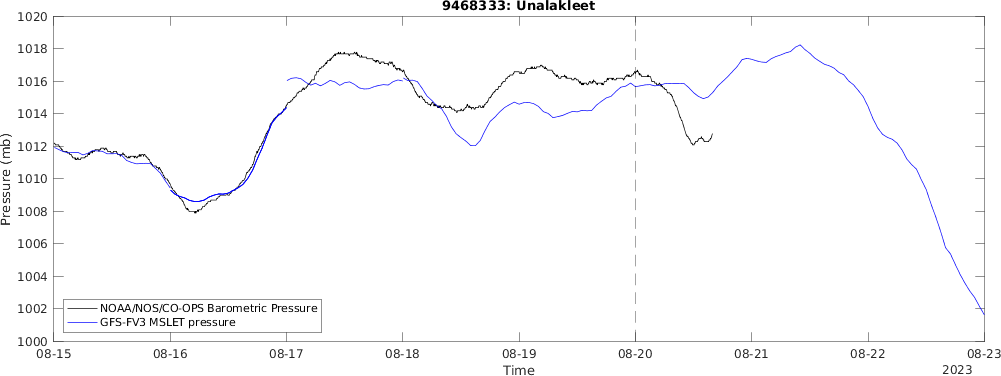 9468333: Unalakleet
Pressure (mb)
1020
1018
1016
1014
1012
1010
1008
1006
1004
1002
1000
NOAA/NOS/CO-OPS Barometric Pressure
GFS-FV3 MSLET pressure
08-15 08-16 08-17 08-18 08-19 08-20 08-21 08-22 08-23
Time
2023